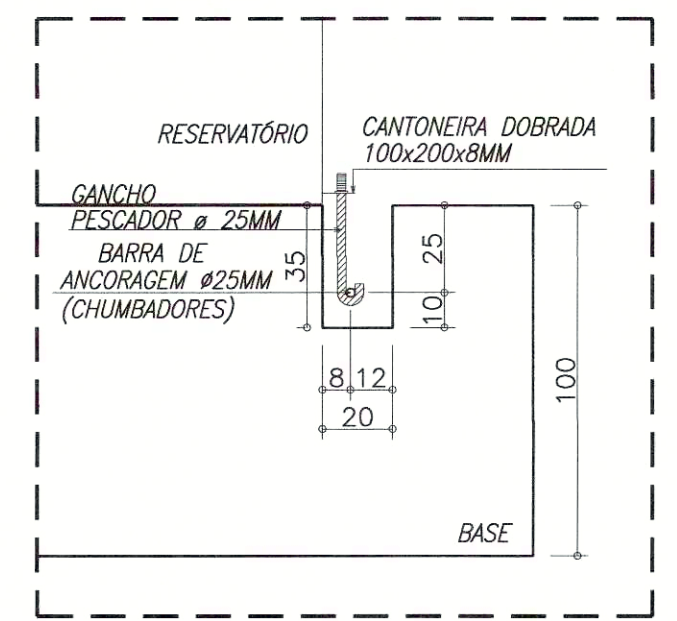 RESERVATÓRIO
CANTONEIRA DOBRADA
100x200x8MM
GANCHO
PESCADOR ø 25MM
BARRA DE
ANCORAGEM ø25MM
(CHUMBADORES)
35
25
10
100
8
12
20
BASE